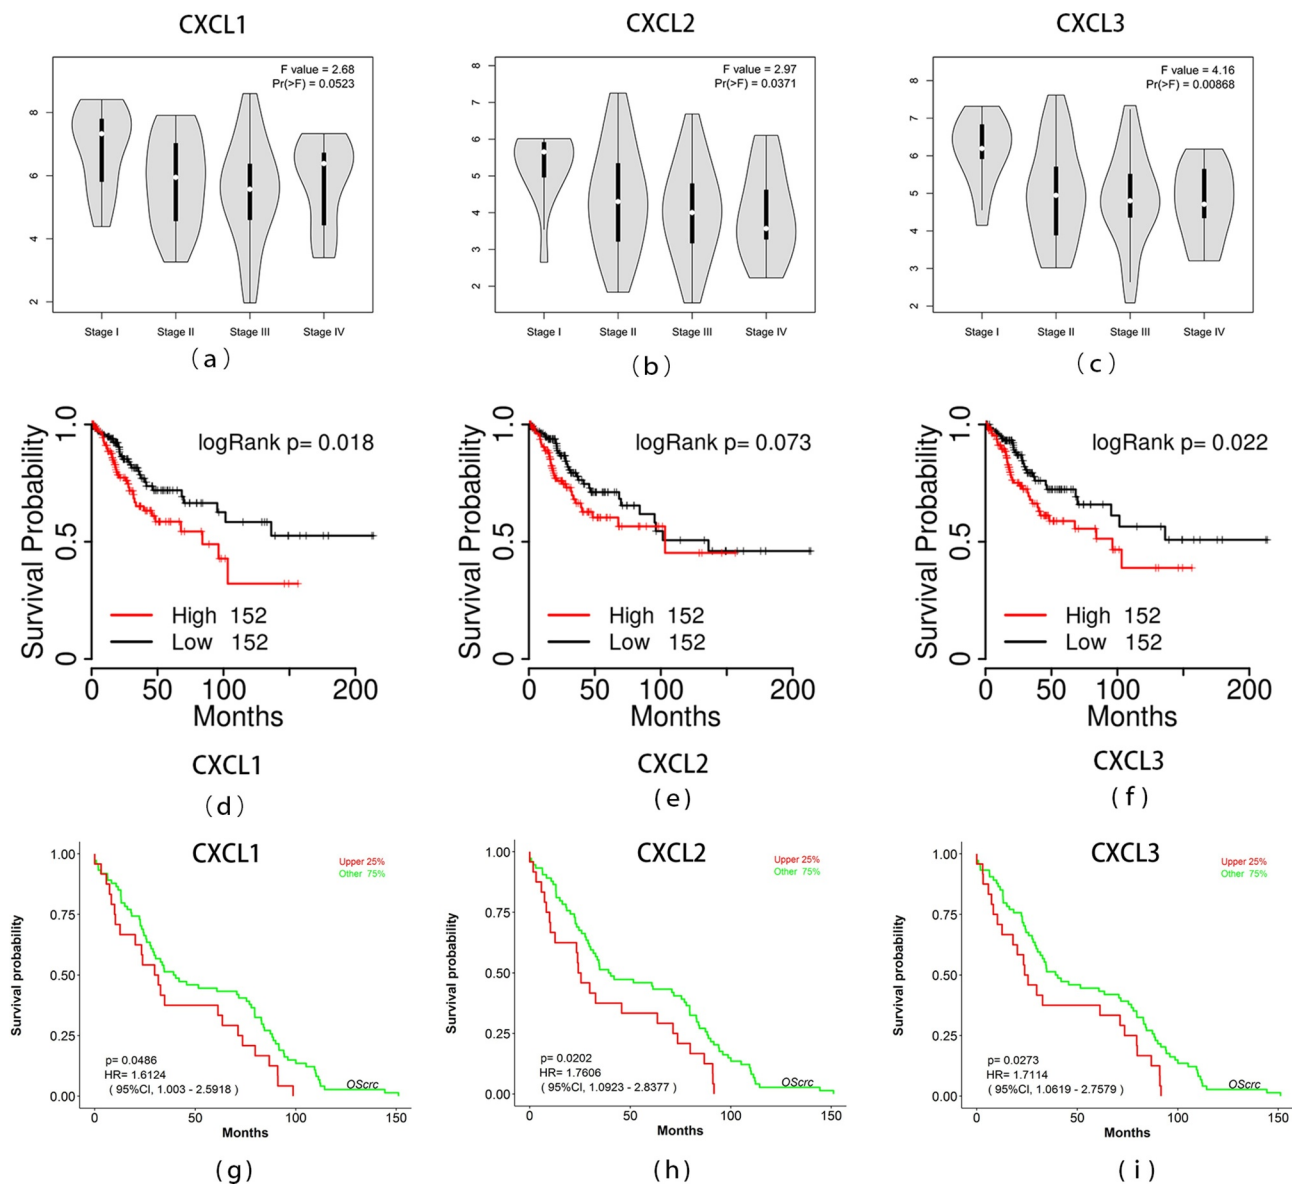 CXCL1
CXCL2
CXCL3
F value = 2.68
Pr(>F) = 0.0523
8
6
4
2
Stage I
Stage II
Stage III
Stage IV
(a)
F value = 2.97
Pr(>F) = 0.0371
8
7
6
5
4
3
2
Stage I
Stage II
Stage III
Stage IV
(b)
F value = 4.16
Pr(>F) = 0.00868
8
7
6
5
4
3
2
Stage I
Stage II
Stage III
Stage IV
(c)
Survival Probability
1.0
0.5
0
logRank p= 0.018
High 152
Low 152
0 50 100 200
Months
CXCL1
(d)
Survival Probability
1.0
0.5
0
logRank p= 0.073
High 152
Low 152
0 50 100 200
Months
CXCL2
(e)
Survival Probability
1.0
0.5
0
logRank p= 0.022
High 152
Low 152
0 50 100 200
Months
CXCL3
(f)
CXCL1
Upper 25%
Other 75%
Survival probability
1.00
0.75
0.50
0.25
0.00
p= 0.0486
HR= 1.6124
( 95%CI, 1.003 - 2.5918 )
OScrc
0 50 100 150
Months
(g)
CXCL2
Upper 25%
Other 75%
Survival probability
1.00
0.75
0.50
0.25
0.00
p= 0.0202
HR= 1.7606
( 95%CI, 1.0923 - 2.8377 )
OScrc
0 50 100 150
Months
(h)
CXCL3
Upper 25%
Other 75%
Survival probability
1.00
0.75
0.50
0.25
0.00
p= 0.0273
HR= 1.7114
( 95%CI, 1.0619 - 2.7579 )
OScrc
0 50 100 150
Months
(i)